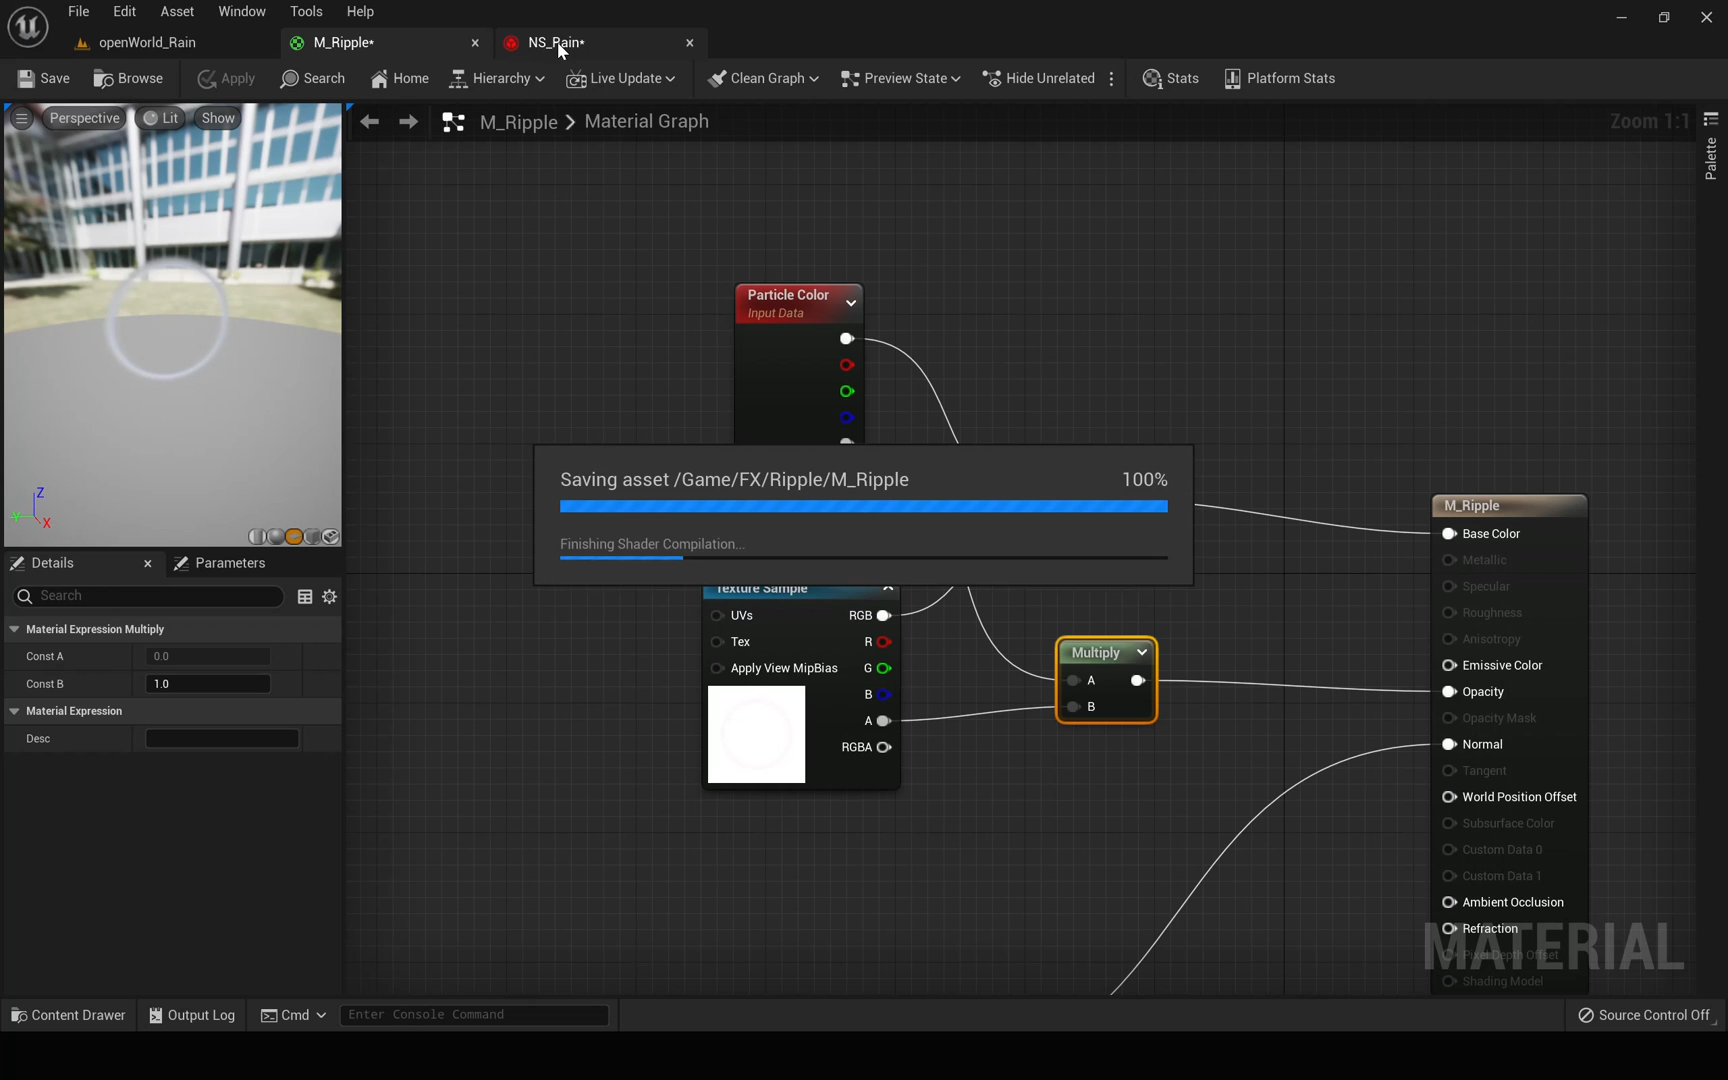 File Edit Asset Window Tools Help
openWorld_Rain M_Ripple* NS_Rain*
Save Browse Apply Search Home Hierarchy Live Update Clean Graph Preview State Hide Unrelated Stats Platform Stats
Perspective Lit Show
M_Ripple > Material Graph
Zoom 1:1
Palette
Particle Color
Input Data
Saving asset /Game/FX/Ripple/M_Ripple 100%
Finishing Shader Compilation...
Z
Y
X
Details Parameters
Search
Material Expression Multiply
Const A 0.0
Const B 1.0
Material Expression
Desc
Texture Sample
UVs RGB
Tex R
Apply View MipBias G
B
A
RGBA
Multiply
A
B
M_Ripple
Base Color
Metallic
Specular
Roughness
Anisotropy
Emissive Color
Opacity
Opacity Mask
Normal
Tangent
World Position Offset
Subsurface Color
Custom Data 0
Custom Data 1
Ambient Occlusion
Refraction
Pixel Depth Offset
Shading Model
MATERIAL
Content Drawer Output Log Cmd Enter Console Command Source Control Off